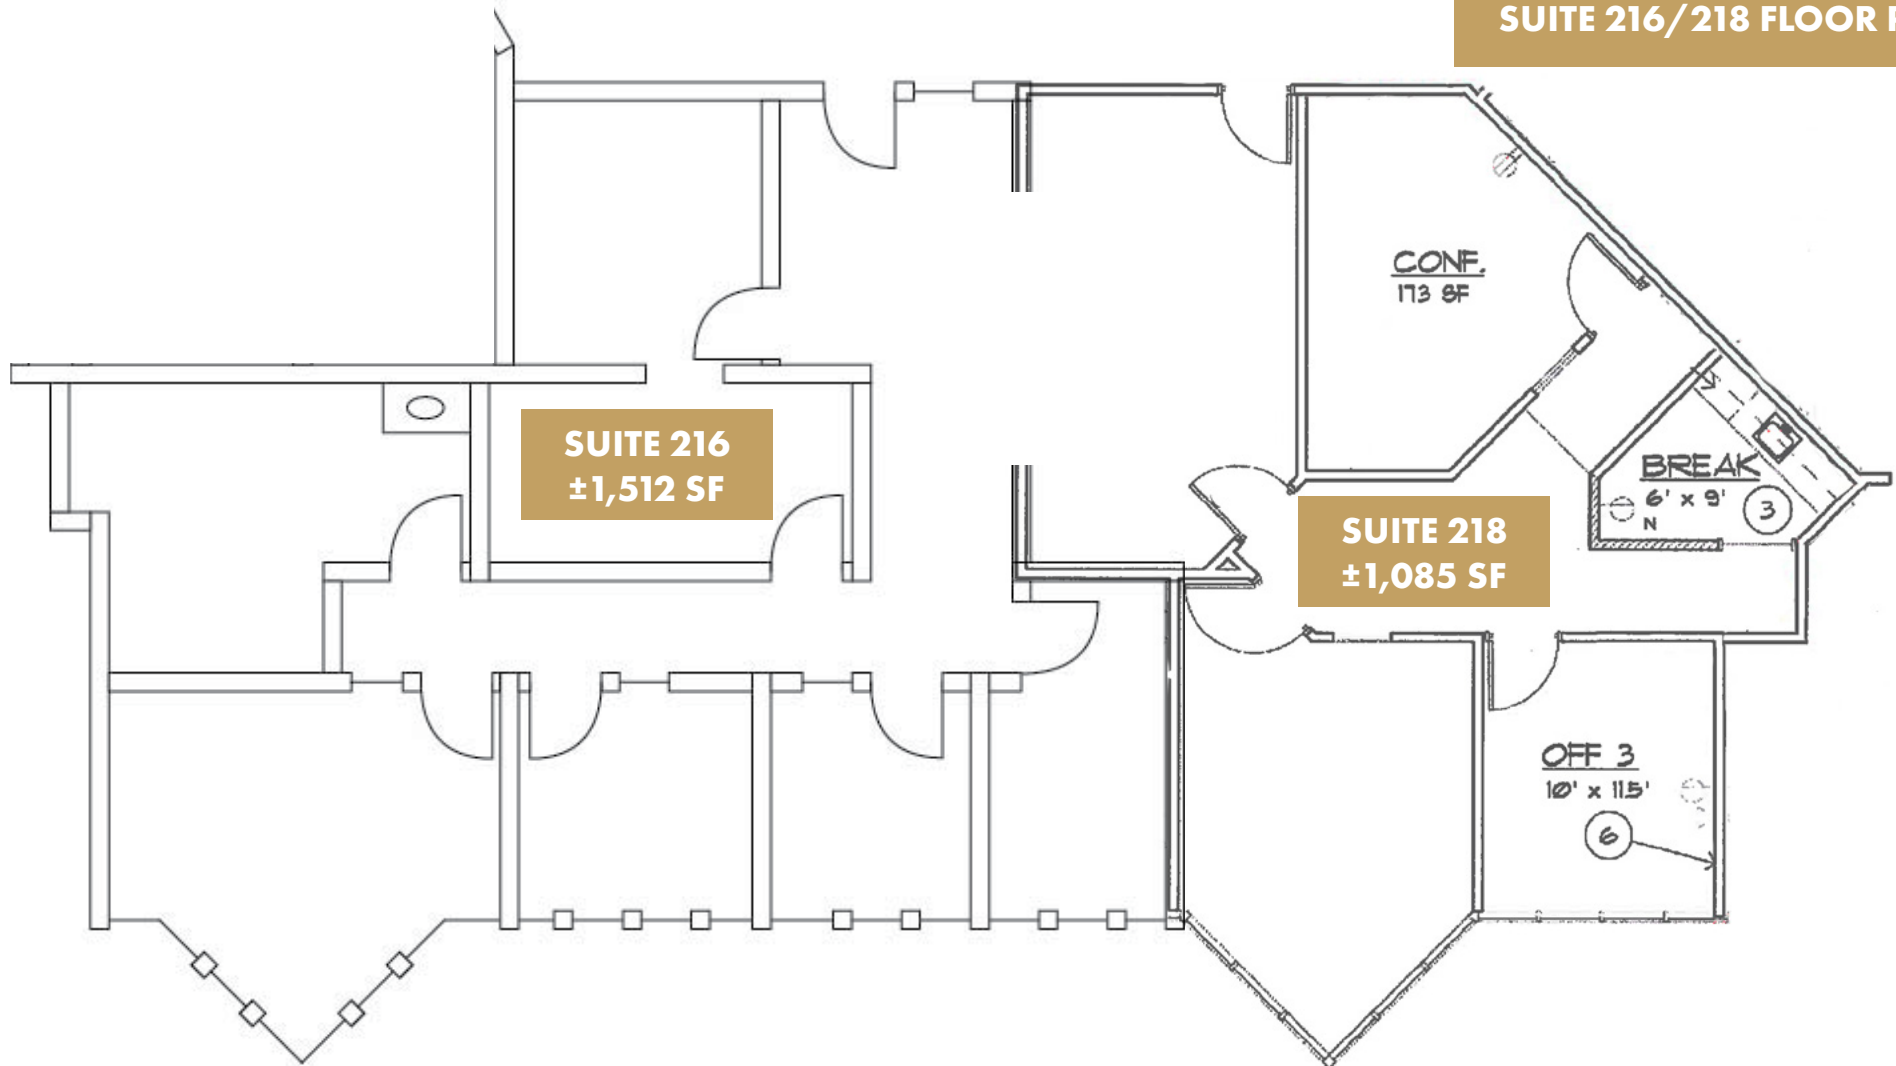 SUITE 216/218 FLOOR P
CONF.
173 SF
SUITE 216
±1,512 SF
BREAK
6' x 9'
N
3
SUITE 218
±1,085 SF
OFF 3
10' x 11.5'
6